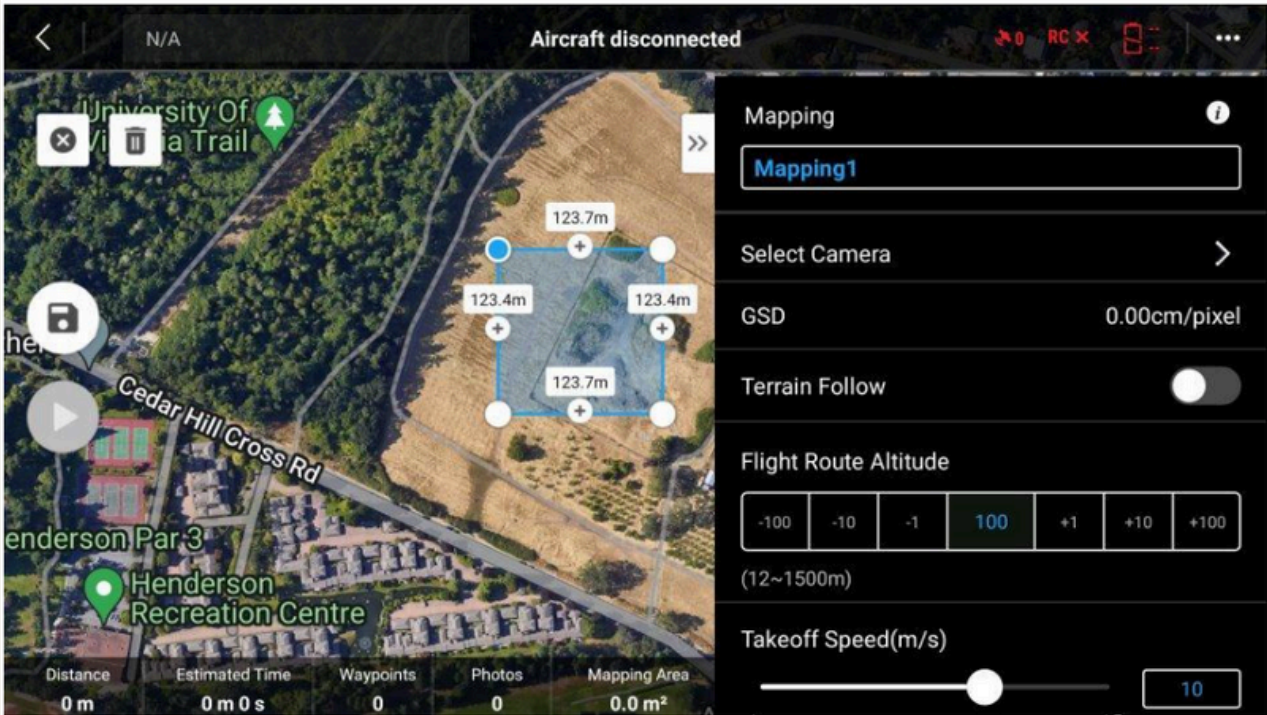 N/A
Aircraft disconnected
0
RC
--
--
Mapping
Mapping1
Select Camera
GSD
0.00cm/pixel
Terrain Follow
Flight Route Altitude
-100
-10
-1
100
+1
+10
+100
(12~1500m)
Takeoff Speed(m/s)
10
University Of
Trail
123.7m
123.4m
123.4m
123.7m
Cedar Hill Cross Rd
enderson Par 3
Henderson
Recreation Centre
Distance
0 m
Estimated Time
0 m 0 s
Waypoints
0
Photos
0
Mapping Area
0.0 m²